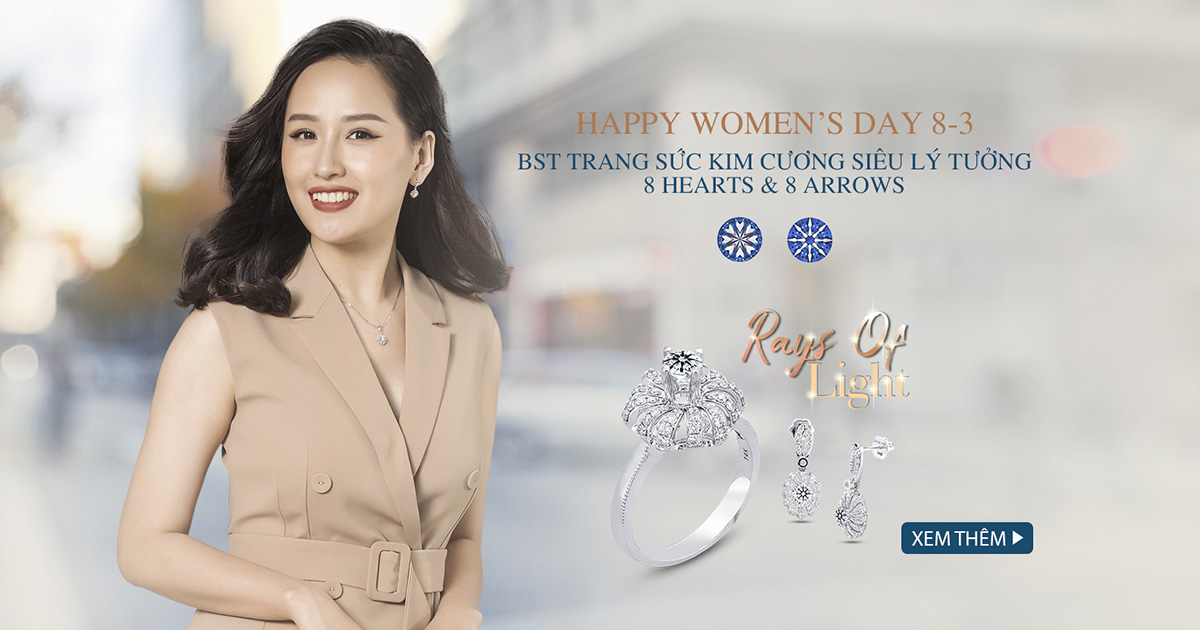 HAPPY WOMEN'S DAY 8-3
BST TRANG SỨC KIM CƯƠNG SIÊU LÝ TƯỞNG
8 HEARTS & 8 ARROWS
Rays Of
Light
XEM THÊM